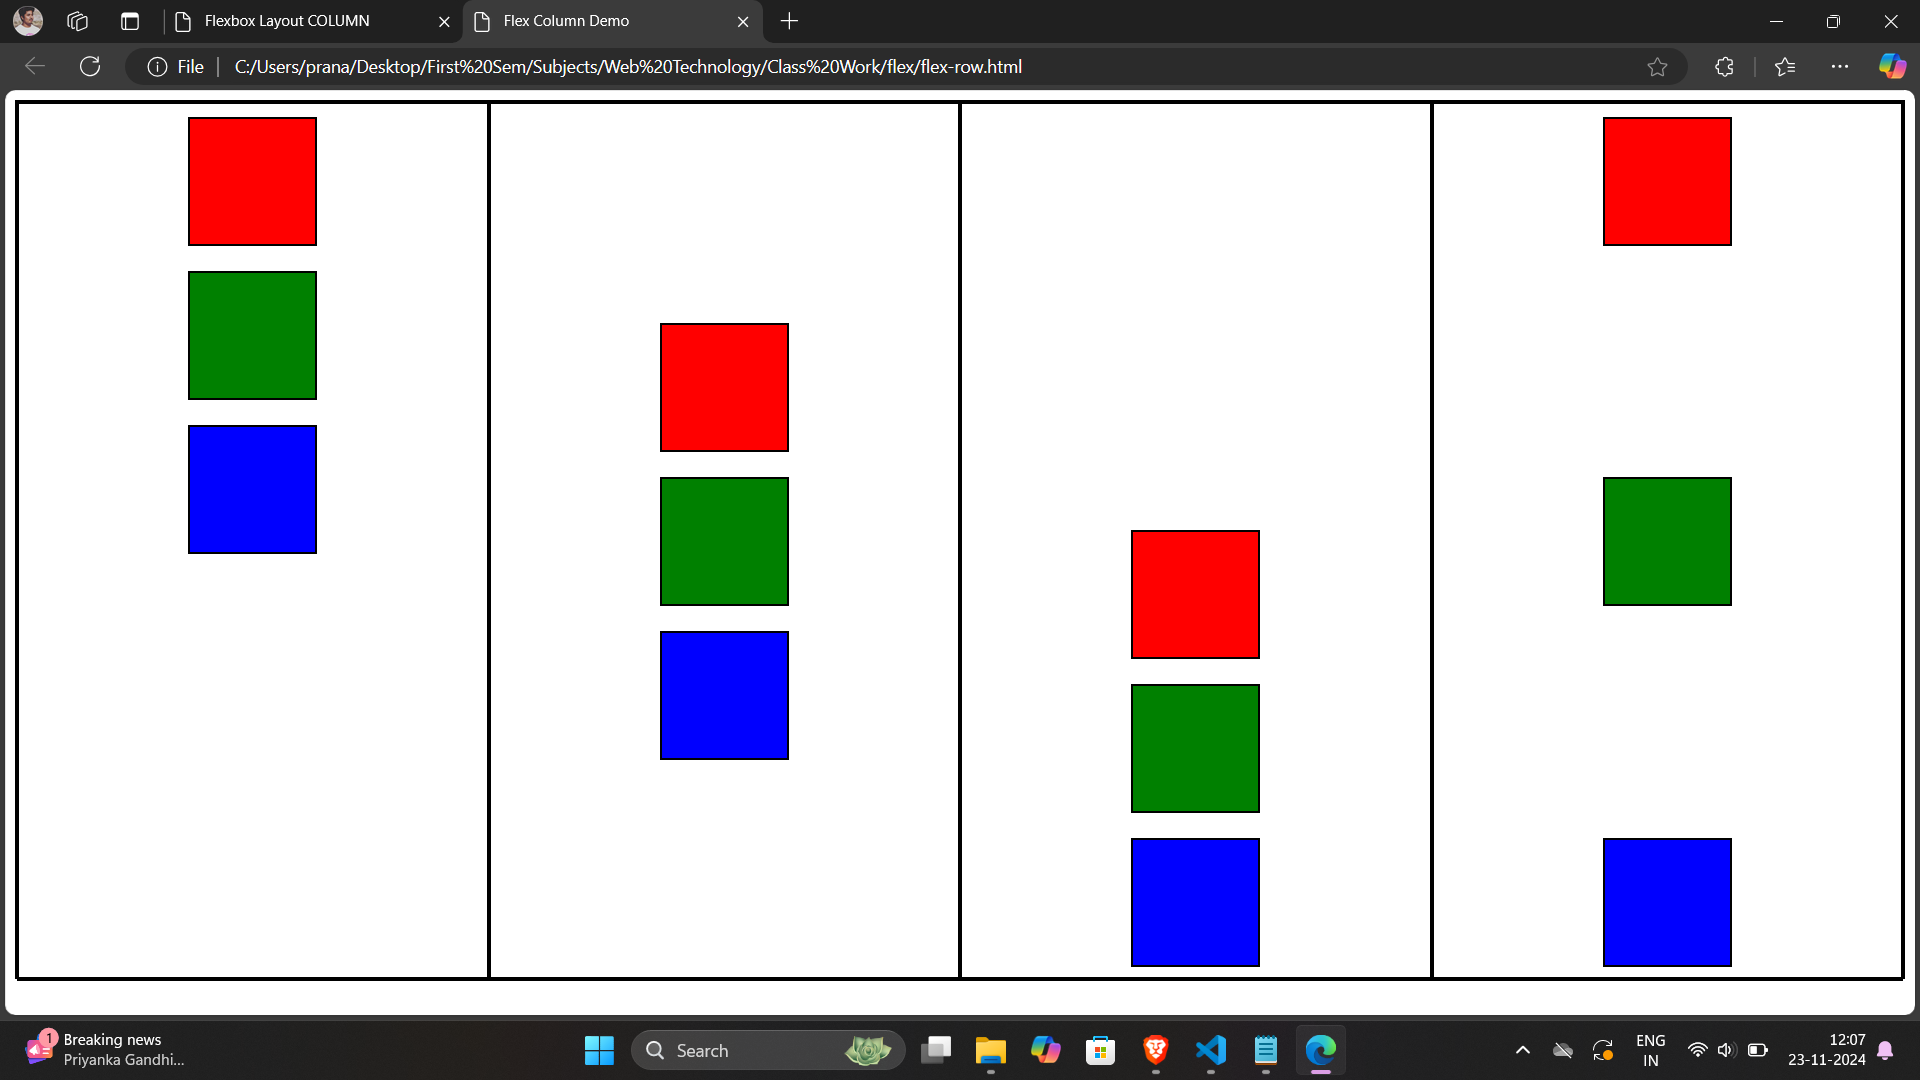 Flexbox Layout COLUMN
Flex Column Demo
File
C:/Users/prana/Desktop/First%20Sem/Subjects/Web%20Technology/Class%20Work/flex/flex-row.html
1
Breaking news
Priyanka Gandhi...
Search
ENG
IN
12:07
23-11-2024